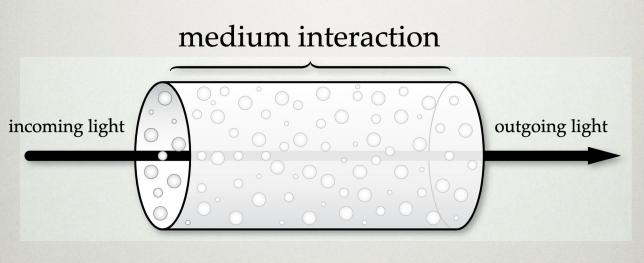 medium interaction
incoming light
outgoing light